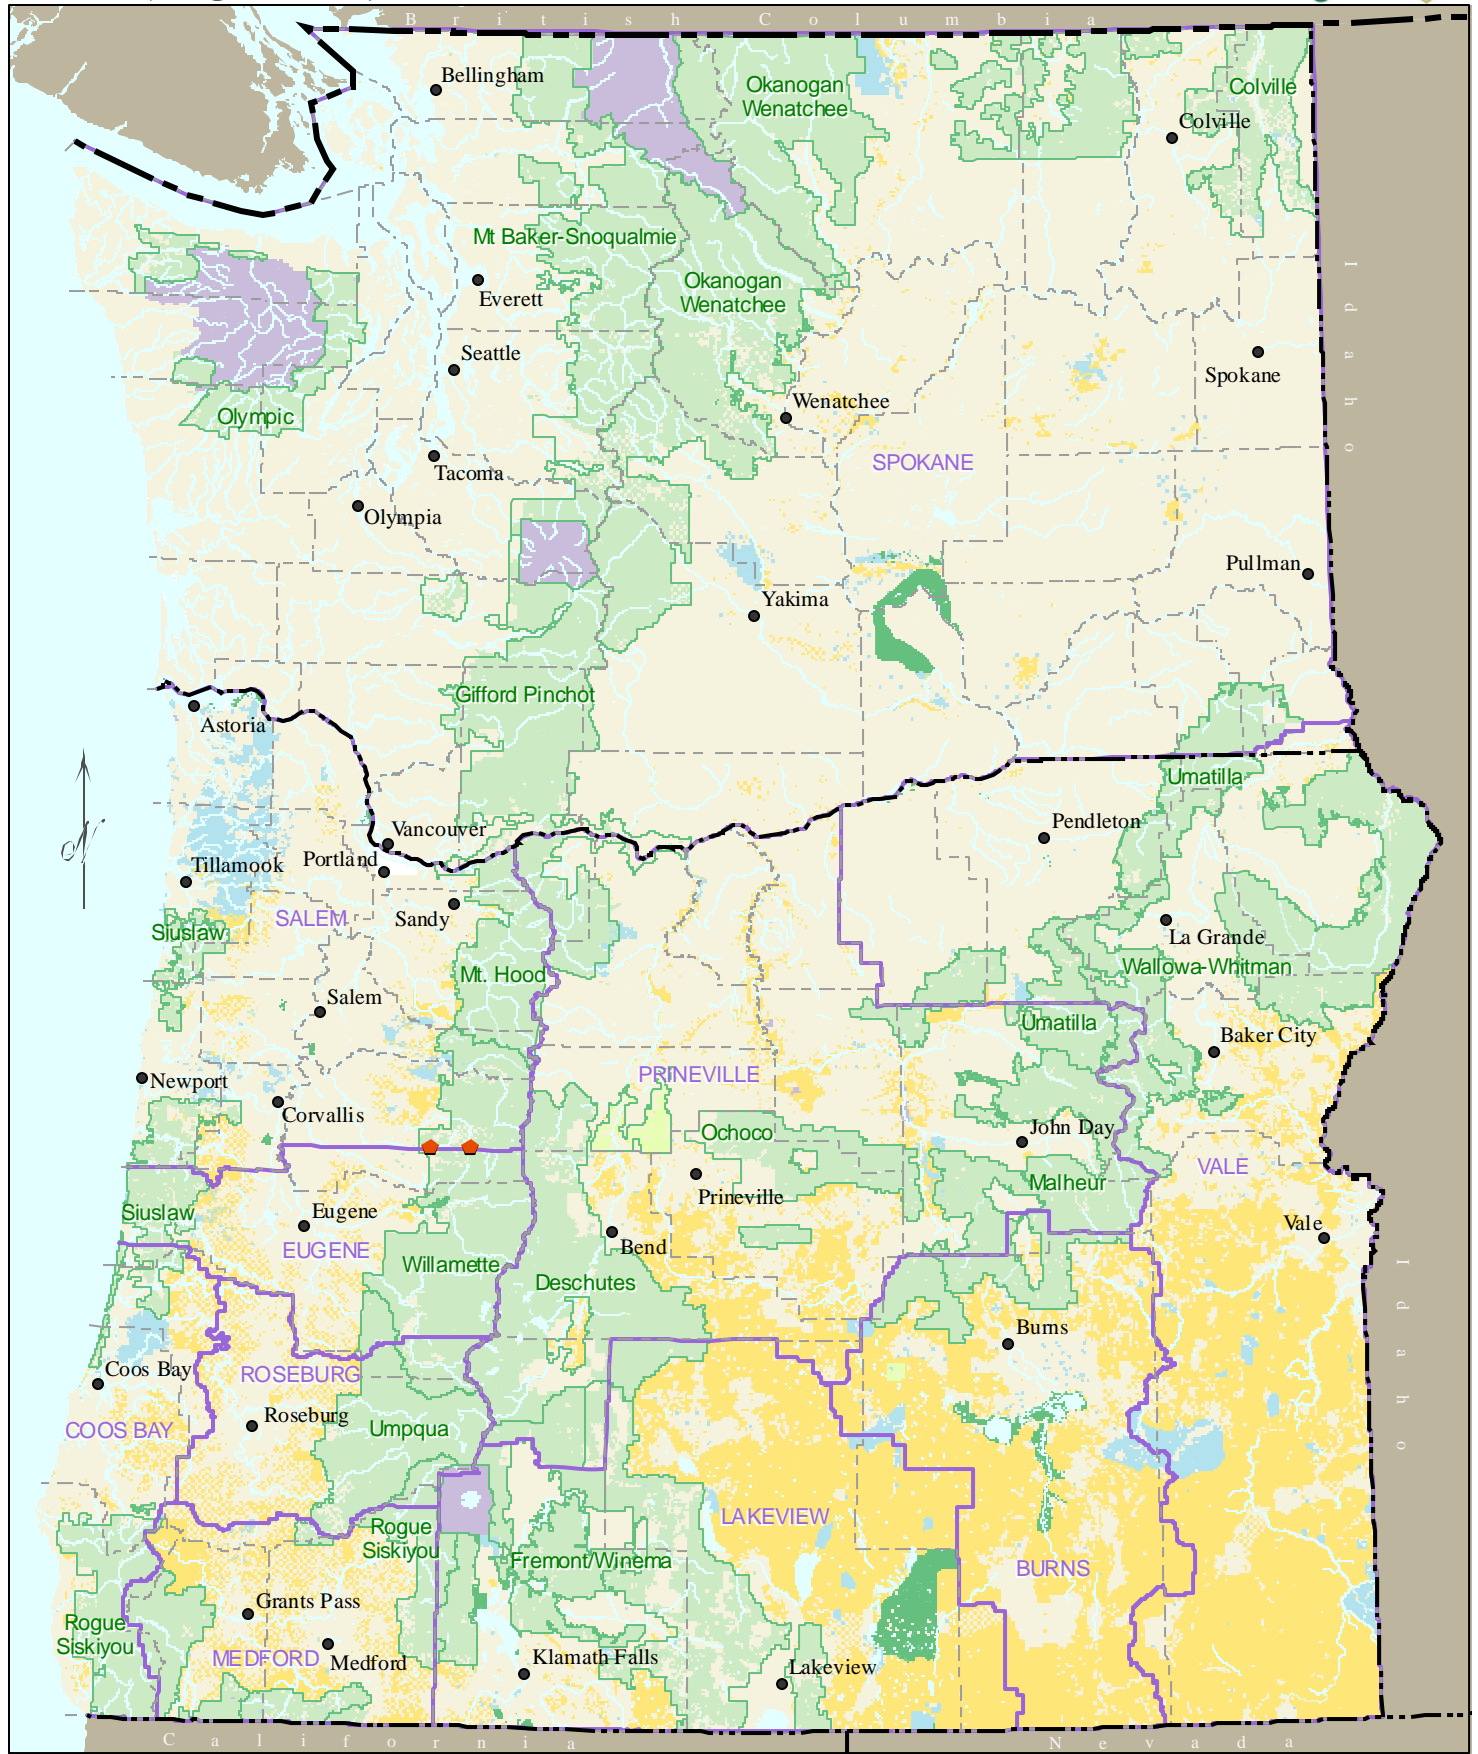 British Columbia
Bellingham
Okanogan
Wenatchee
Colville
Colville
Mt Baker-Snoqualmie
Okanogan
Wenatchee
Everett
Idaho
Seattle
Spokane
Wenatchee
Olympic
SPOKANE
Tacoma
Olympia
Pullman
Yakima
Gifford Pinchot
Astoria
Umatilla
Vancouver
Pendleton
Portland
Tillamook
SALEM
Sandy
Siuslaw
La Grande
Mt. Hood
Wallowa-Whitman
Salem
Umatilla
Baker City
Newport
PRINEVILLE
Corvallis
Ochoco
John Day
VALE
Malheur
Prineville
Siuslaw
Eugene
Vale
EUGENE
Bend
Willamette
Deschutes
Idaho
Burns
Coos Bay
ROSEBURG
Roseburg
COOS BAY
Umpqua
LAKEVIEW
Rogue
Siskiyou
Fremont/Winema
BURNS
Grants Pass
Rogue
Siskiyou
MEDFORD
Medford
Klamath Falls
Lakeview
California
Nevada